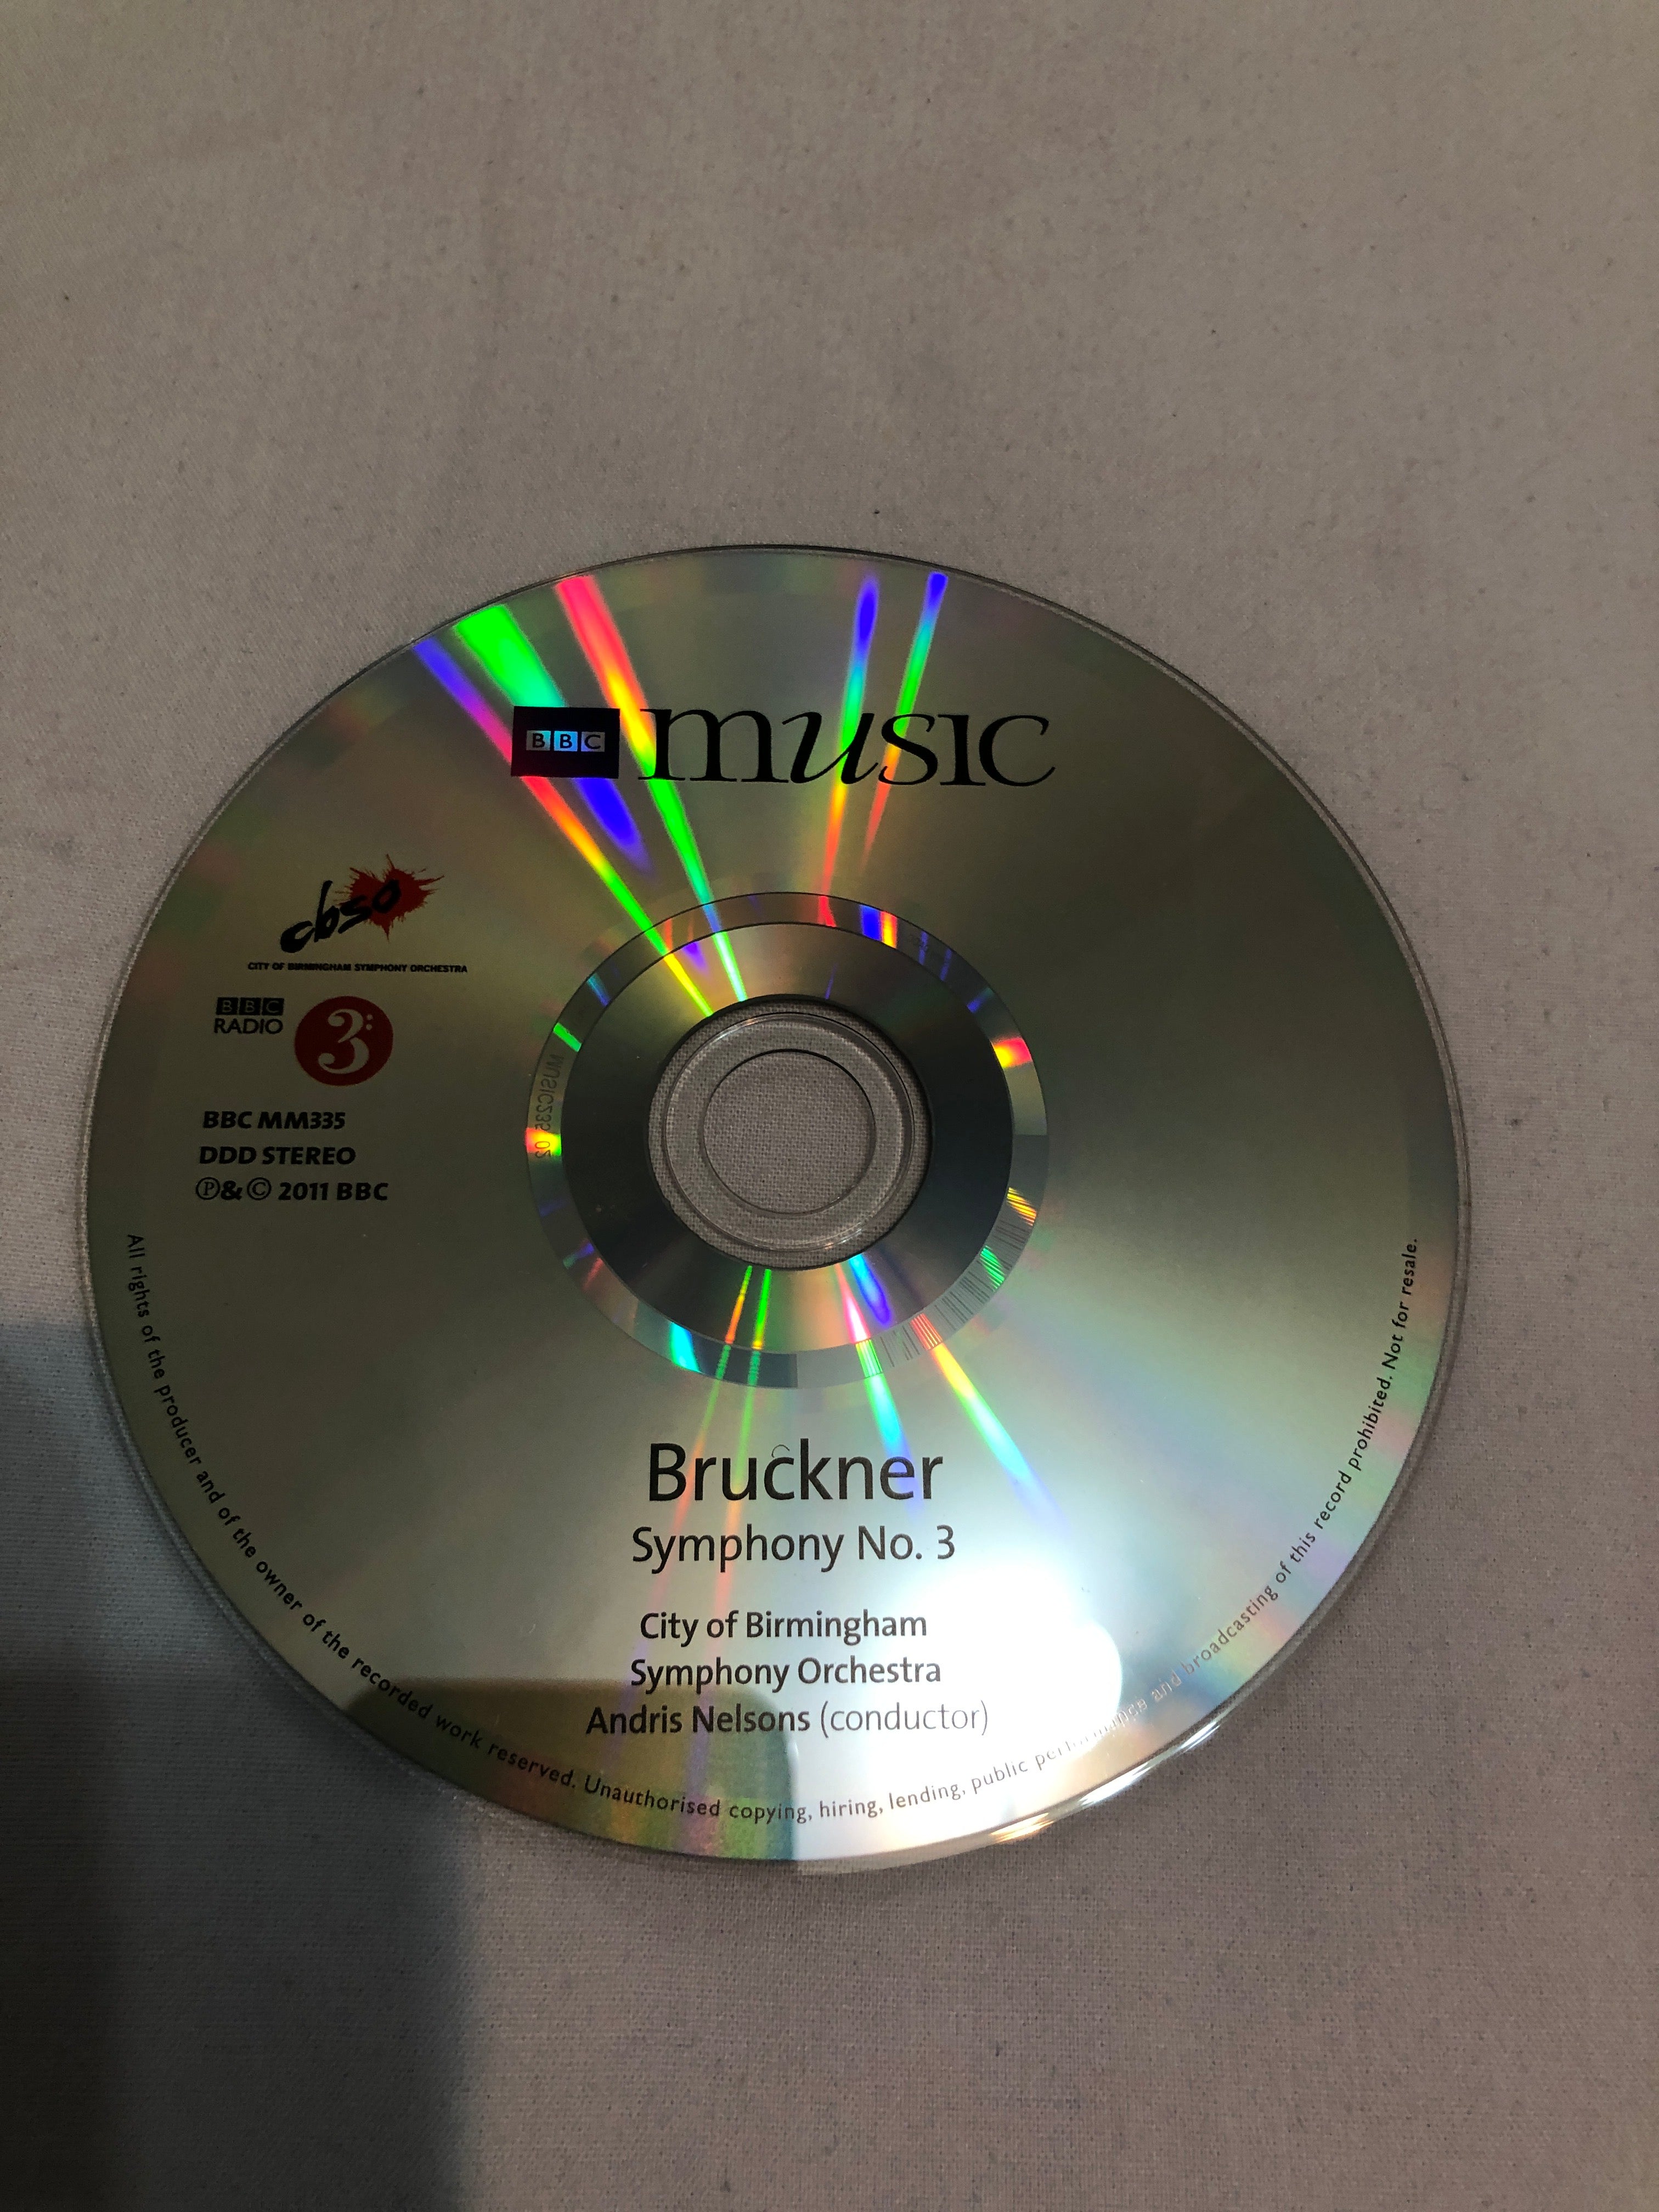 BBC music
cbso
CITY OF BIRMINGHAM SYMPHONY ORCHESTRA
BBC
RADIO 3
BBC MM335
DDD STEREO
℗&© 2011 BBC
Bruckner
Symphony No. 3
City of Birmingham
Symphony Orchestra
Andris Nelsons (conductor)
All rights of the producer and of the owner of the recorded work reserved. Unauthorised copying, hiring, lending, public performance and broadcasting of this record prohibited. Not for resale.